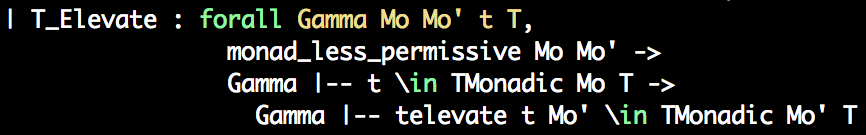 | T_Elevate : forall Gamma Mo Mo' t T,
monad_less_permissive Mo Mo' ->
Gamma |-- t \in TMonadic Mo T ->
Gamma |-- televate t Mo' \in TMonadic Mo' T